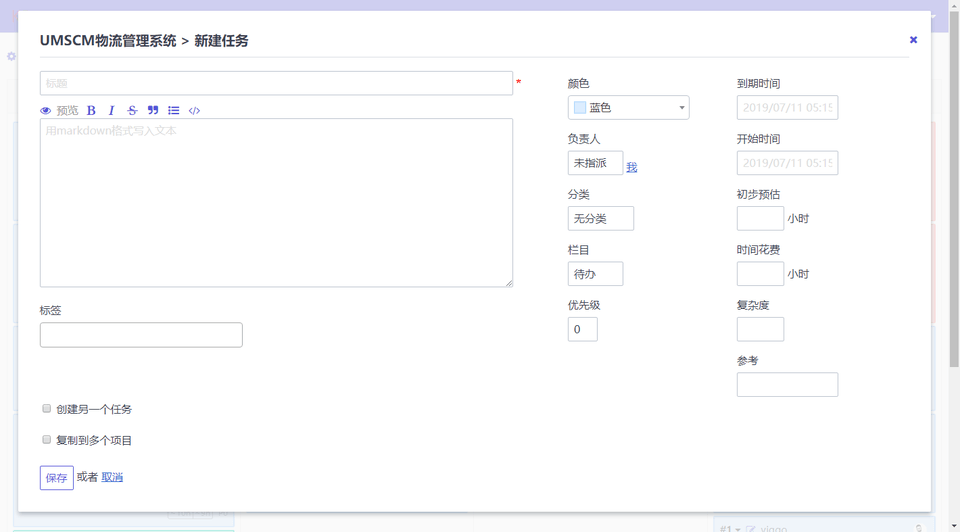 UMSCM物流管理系统 > 新建任务
标题 *
预览 B I S
用markdown格式写入文本
标签
创建另一个任务
复制到多个项目
保存 或者 取消
颜色
蓝色
负责人
未指派 我
分类
无分类
栏目
待办
优先级
0
到期时间
2019/07/11 05:15
开始时间
2019/07/11 05:15
初步预估
小时
时间花费
小时
复杂度
参考
#1